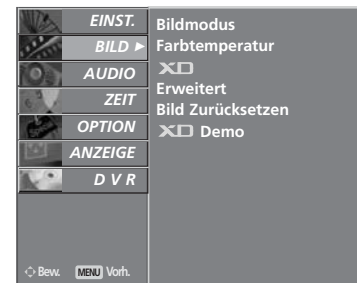 EINST.
BILD ►
AUDIO
ZEIT
OPTION
ANZEIGE
D V R
Bew. MENU Vorh.
Bildmodus
Farbtemperatur
XD
Erweitert
Bild Zurücksetzen
XD Demo